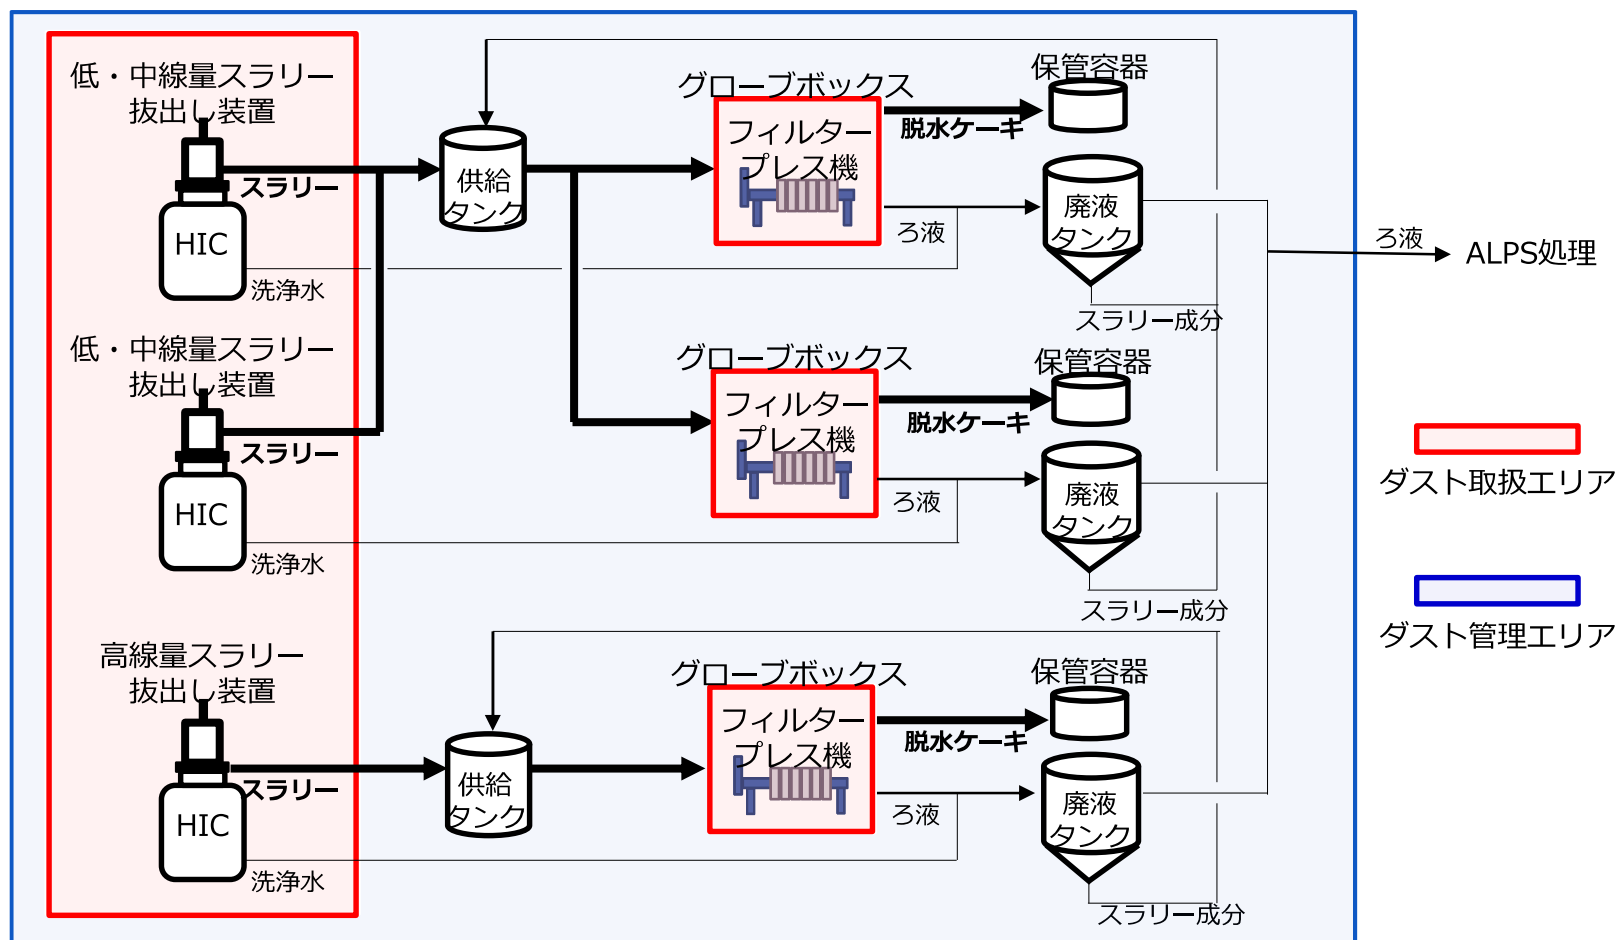 低・中線量スラリー
抜出し装置
スラリー
HIC
洗浄水
供給
タンク
グローブボックス
フィルター
プレス機
脱水ケーキ
保管容器
ろ液
廃液
タンク
スラリー成分
ろ液
ALPS処理
低・中線量スラリー
抜出し装置
スラリー
HIC
洗浄水
グローブボックス
フィルター
プレス機
脱水ケーキ
保管容器
ろ液
廃液
タンク
スラリー成分
ダスト取扱エリア
ダスト管理エリア
高線量スラリー
抜出し装置
スラリー
HIC
洗浄水
供給
タンク
グローブボックス
フィルター
プレス機
脱水ケーキ
保管容器
ろ液
廃液
タンク
スラリー成分